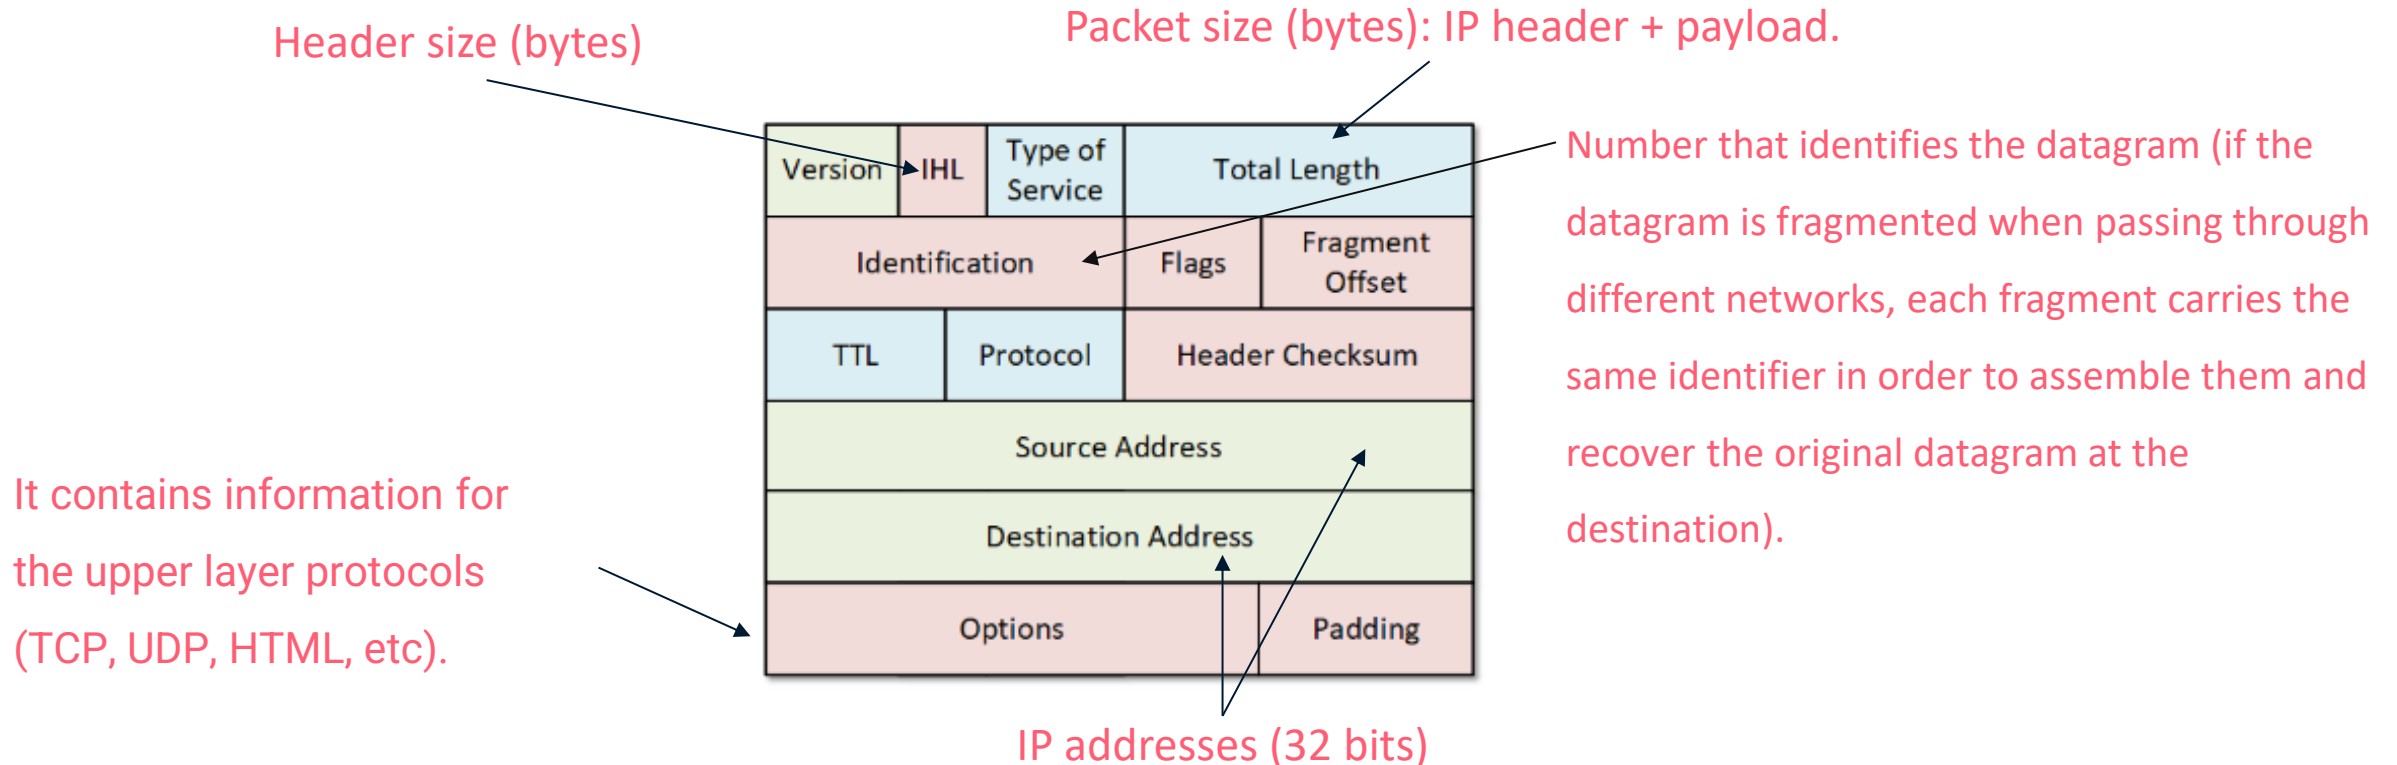 Header size (bytes)
Packet size (bytes): IP header + payload.
Version
IHL
Type of
Service
Total Length
Identification
Flags
Fragment
Offset
TTL
Protocol
Header Checksum
Source Address
Destination Address
Options
Padding
Number that identifies the datagram (if the
datagram is fragmented when passing through
different networks, each fragment carries the
same identifier in order to assemble them and
recover the original datagram at the
destination).
It contains information for
the upper layer protocols
(TCP, UDP, HTML, etc).
IP addresses (32 bits)